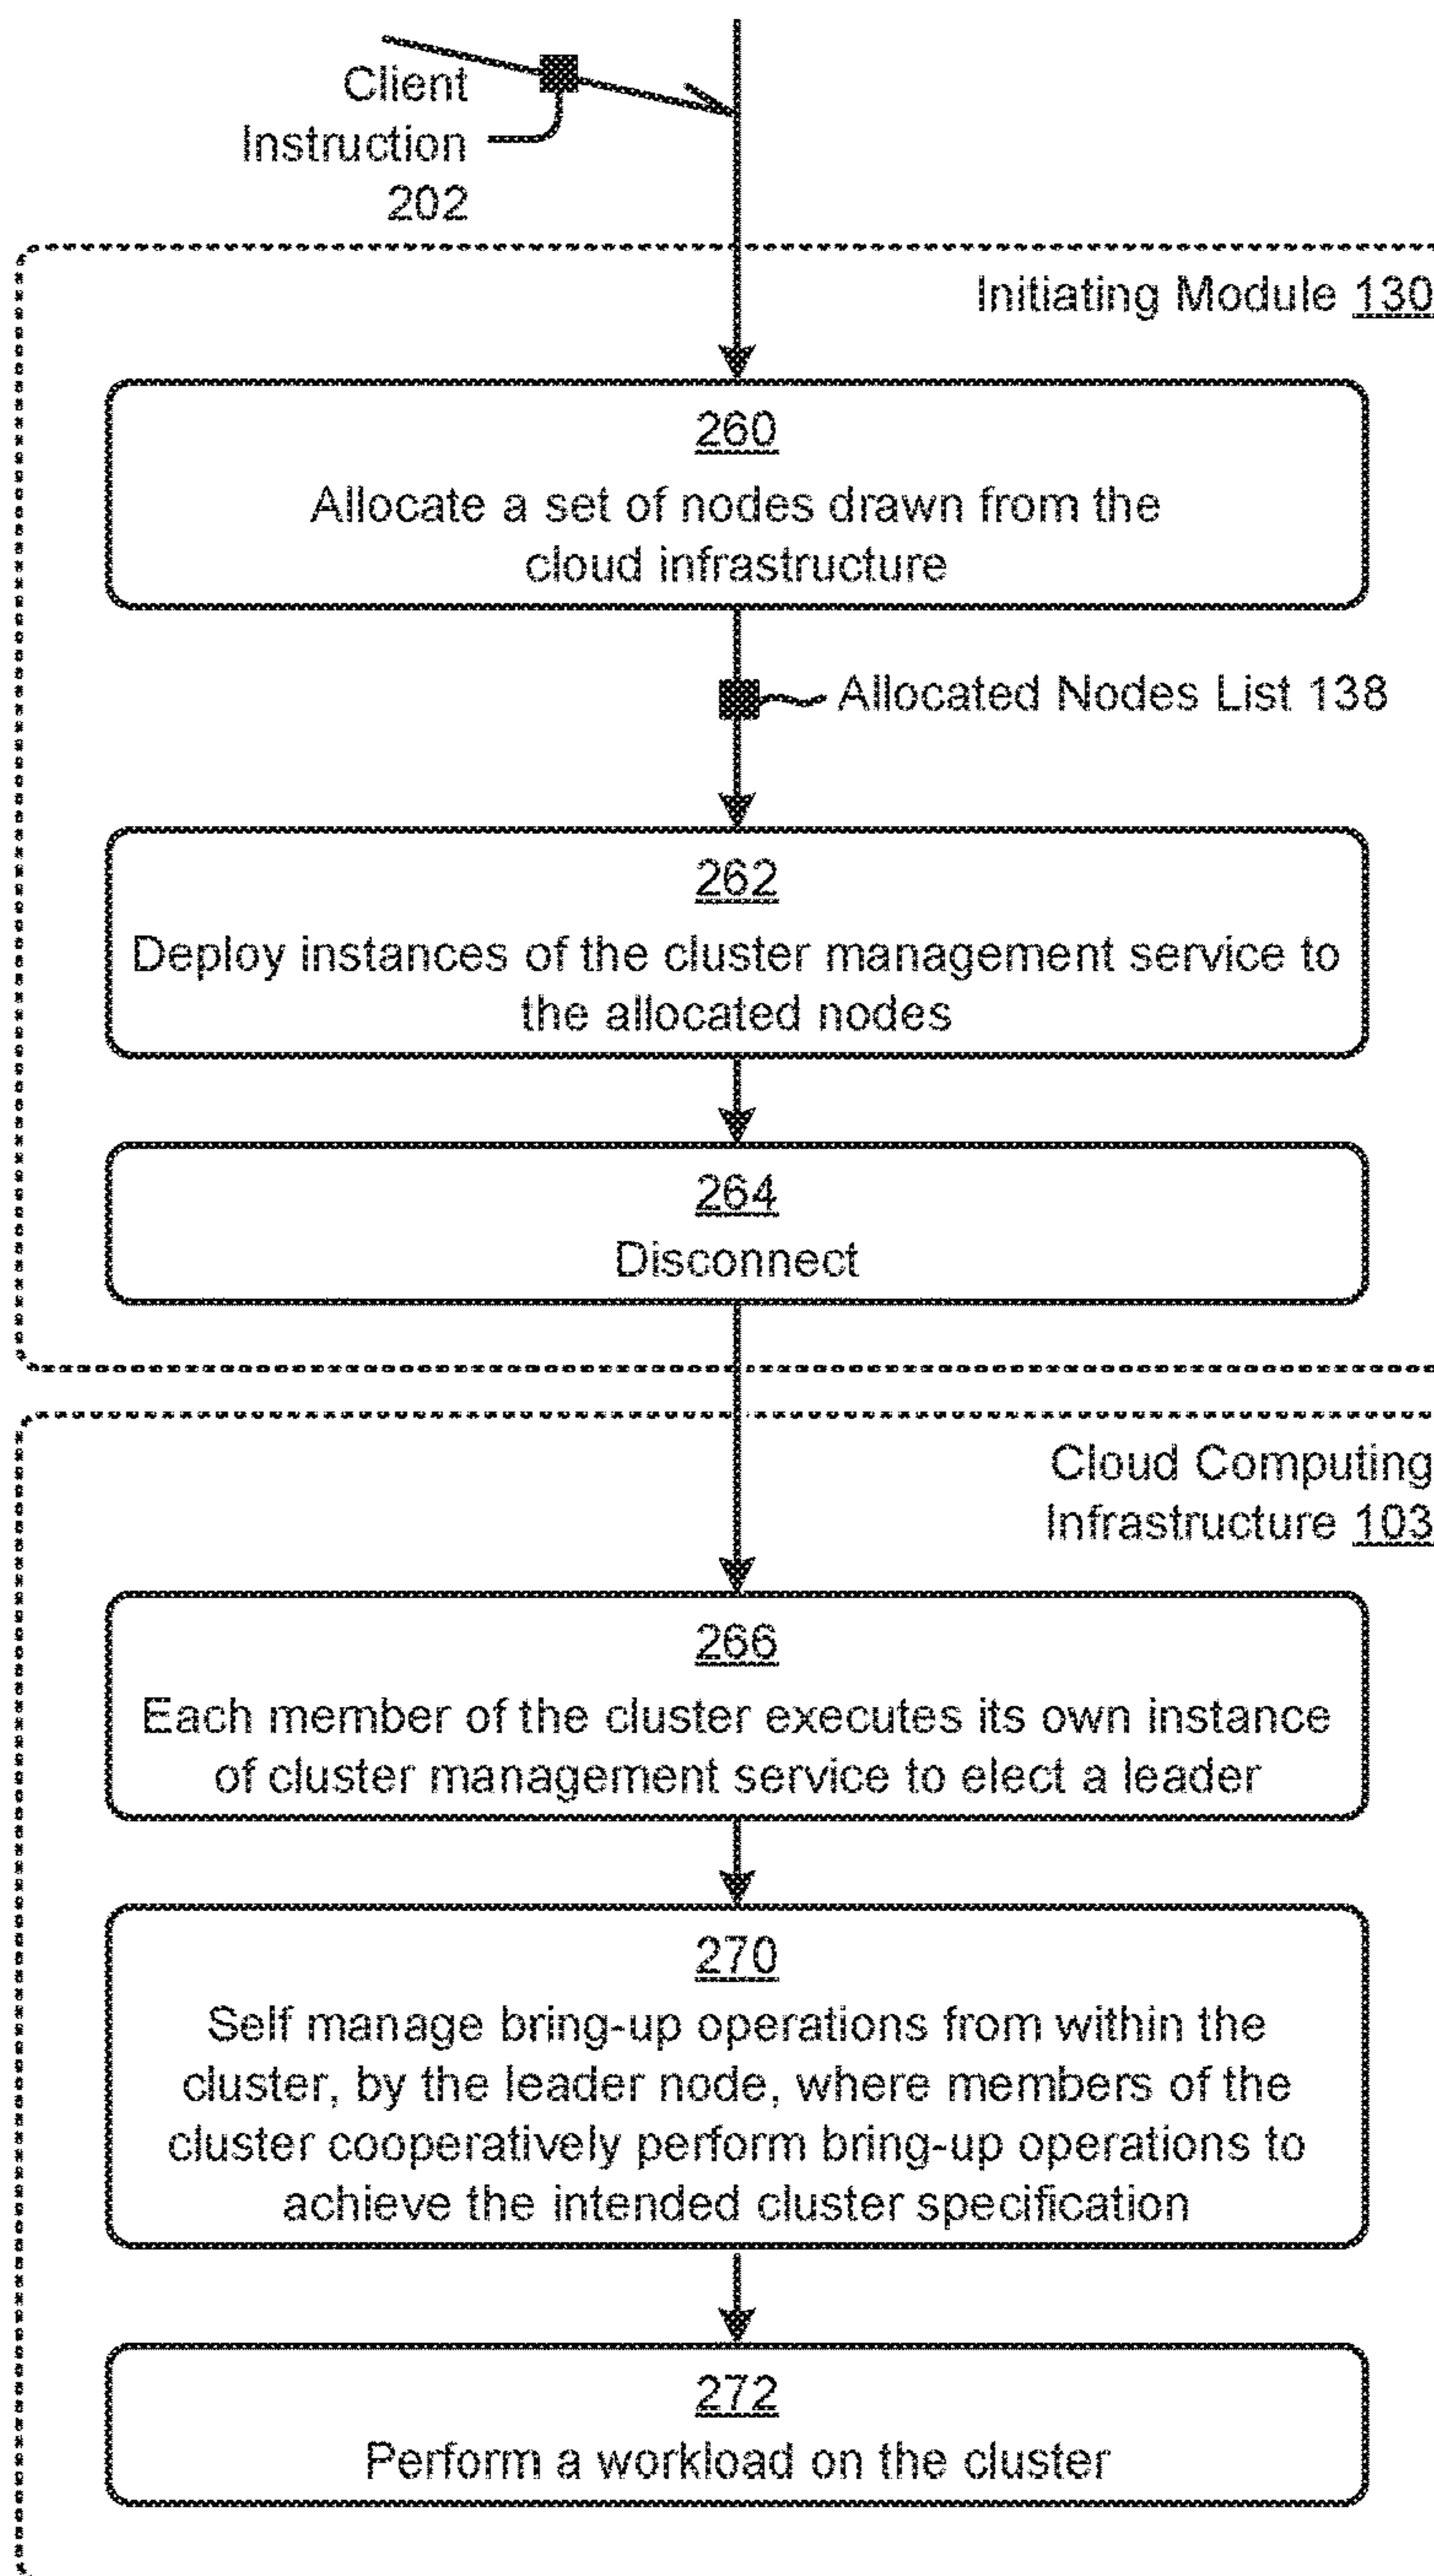 Client
Instruction
202
Initiating Module 130
260
Allocate a set of nodes drawn from the
cloud infrastructure
Allocated Nodes List 138
262
Deploy instances of the cluster management service to
the allocated nodes
264
Disconnect
Cloud Computing
Infrastructure 103
266
Each member of the cluster executes its own instance
of cluster management service to elect a leader
270
Self manage bring-up operations from within the
cluster, by the leader node, where members of the
cluster cooperatively perform bring-up operations to
achieve the intended cluster specification
272
Perform a workload on the cluster